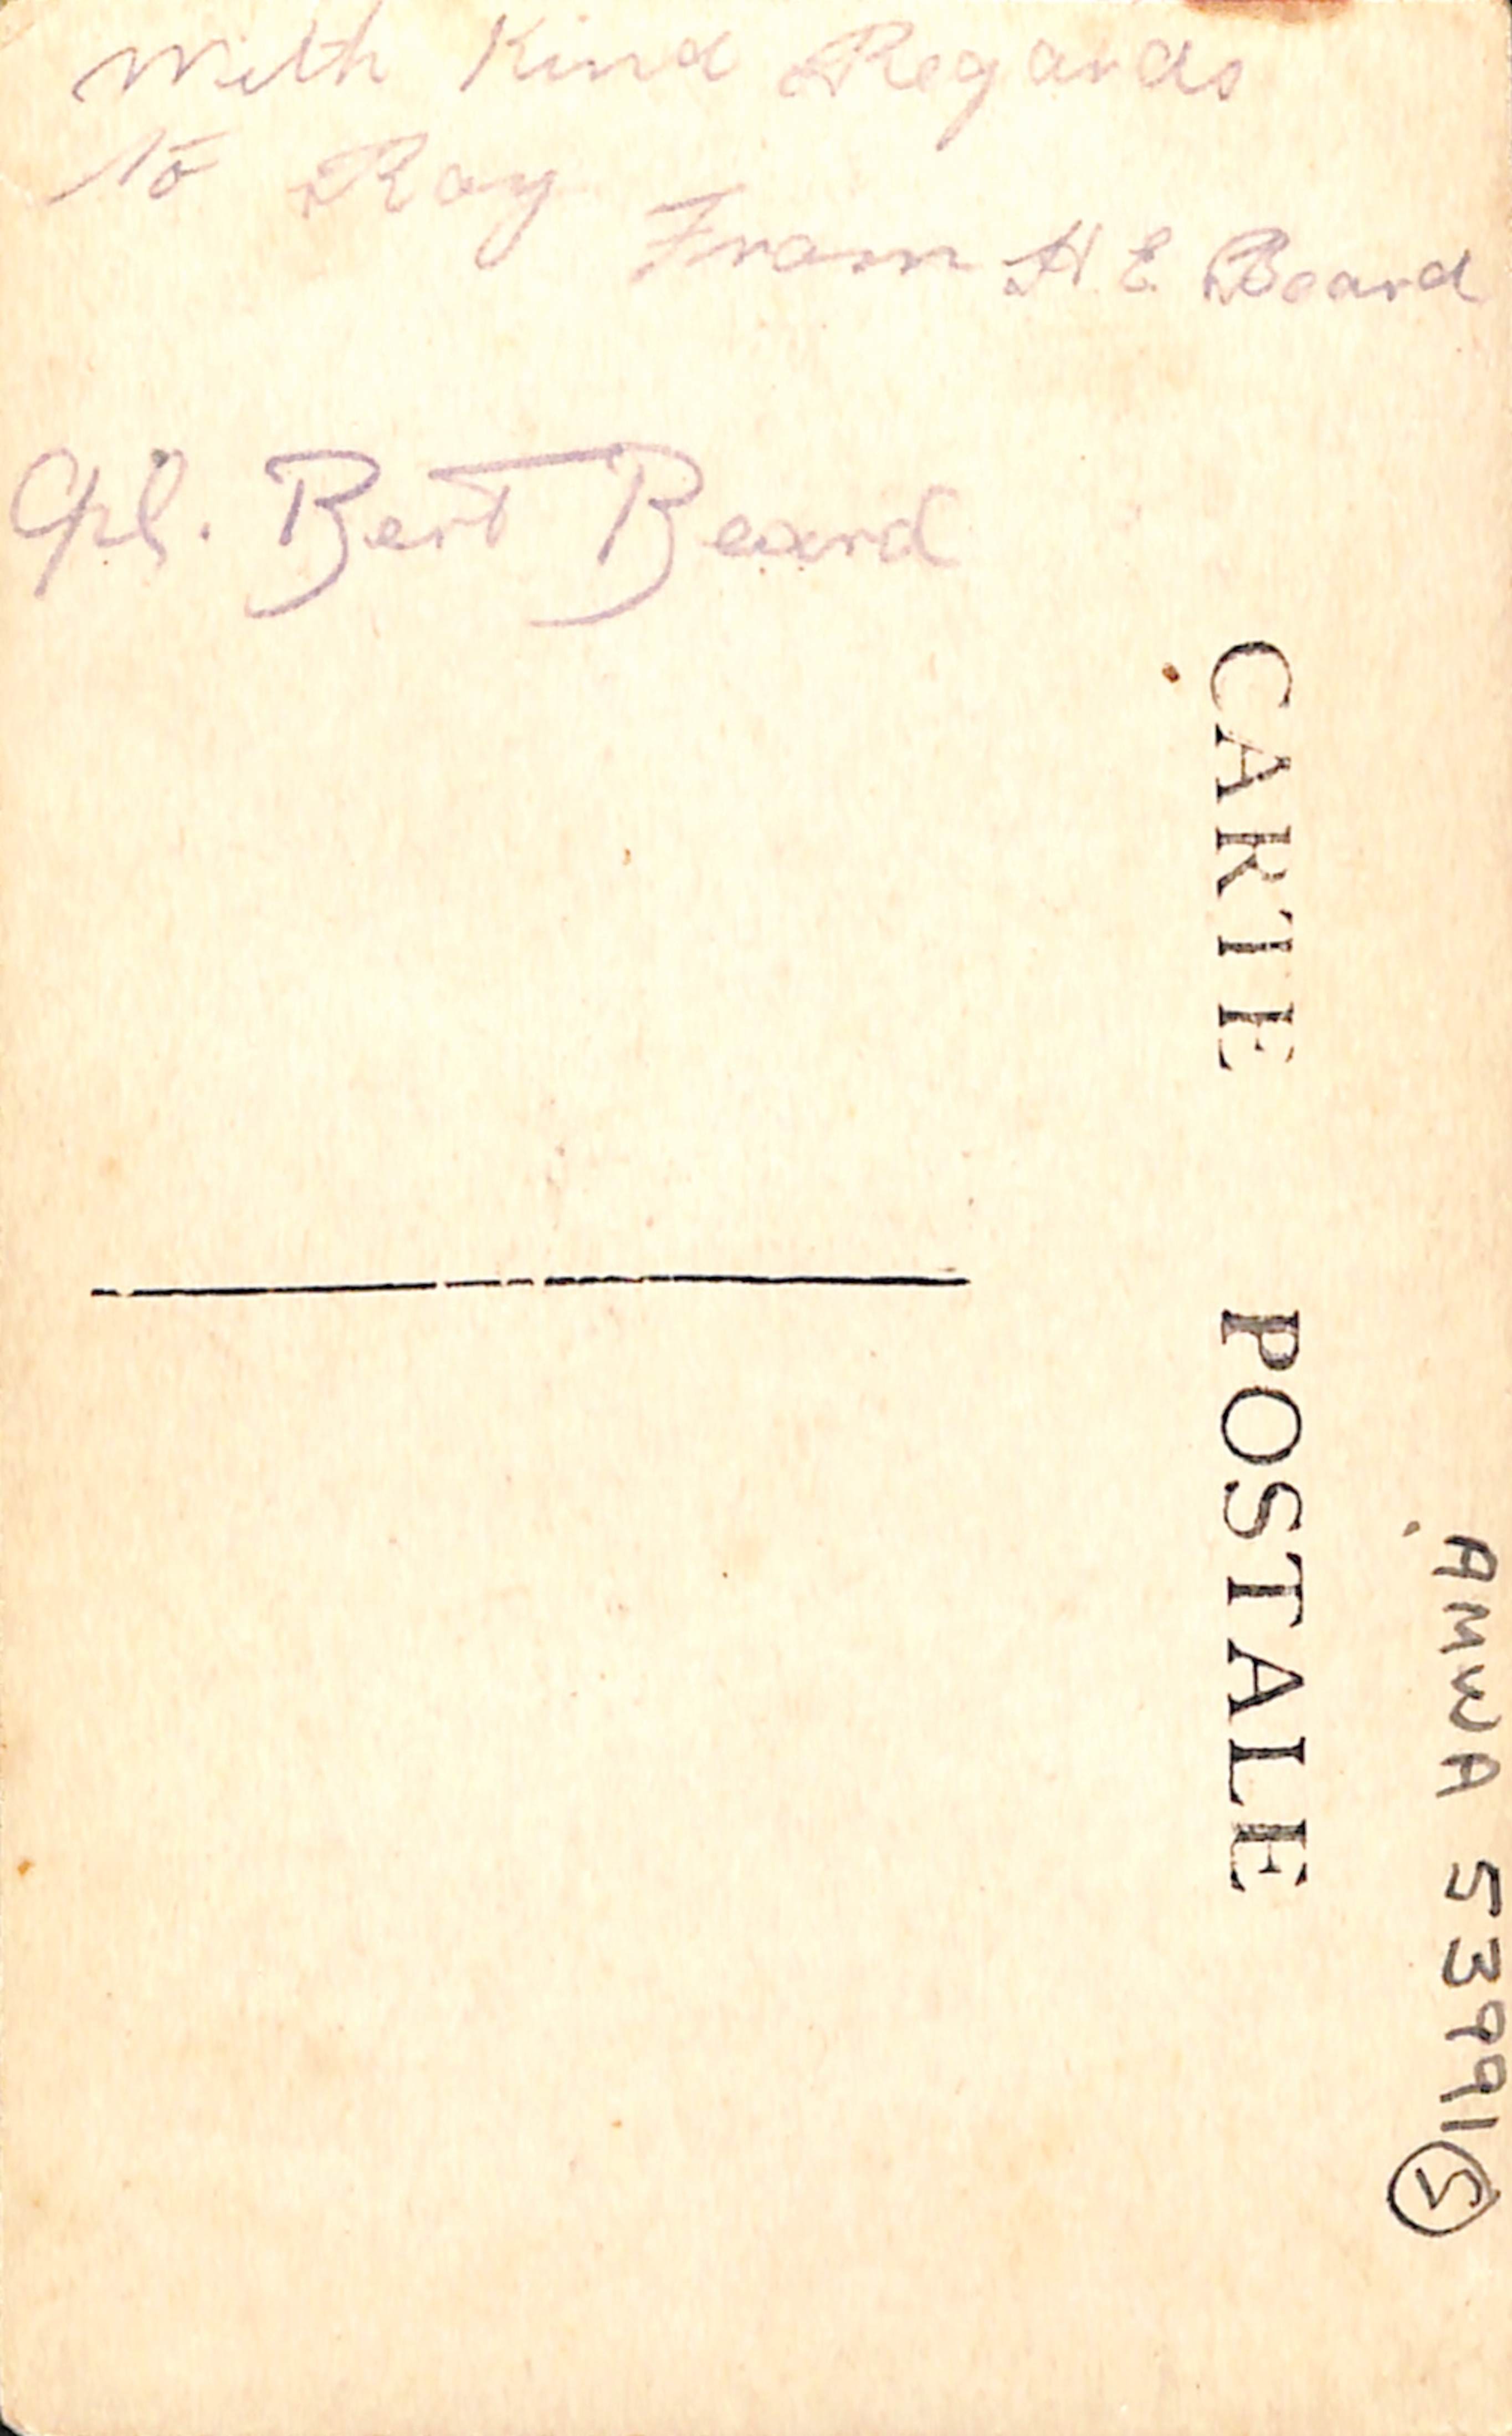 With Kind Regards
to Ray
From H. E. Beard
Cpl. Bert Beard
CARTE POSTALE
AMWA 53991 (5)